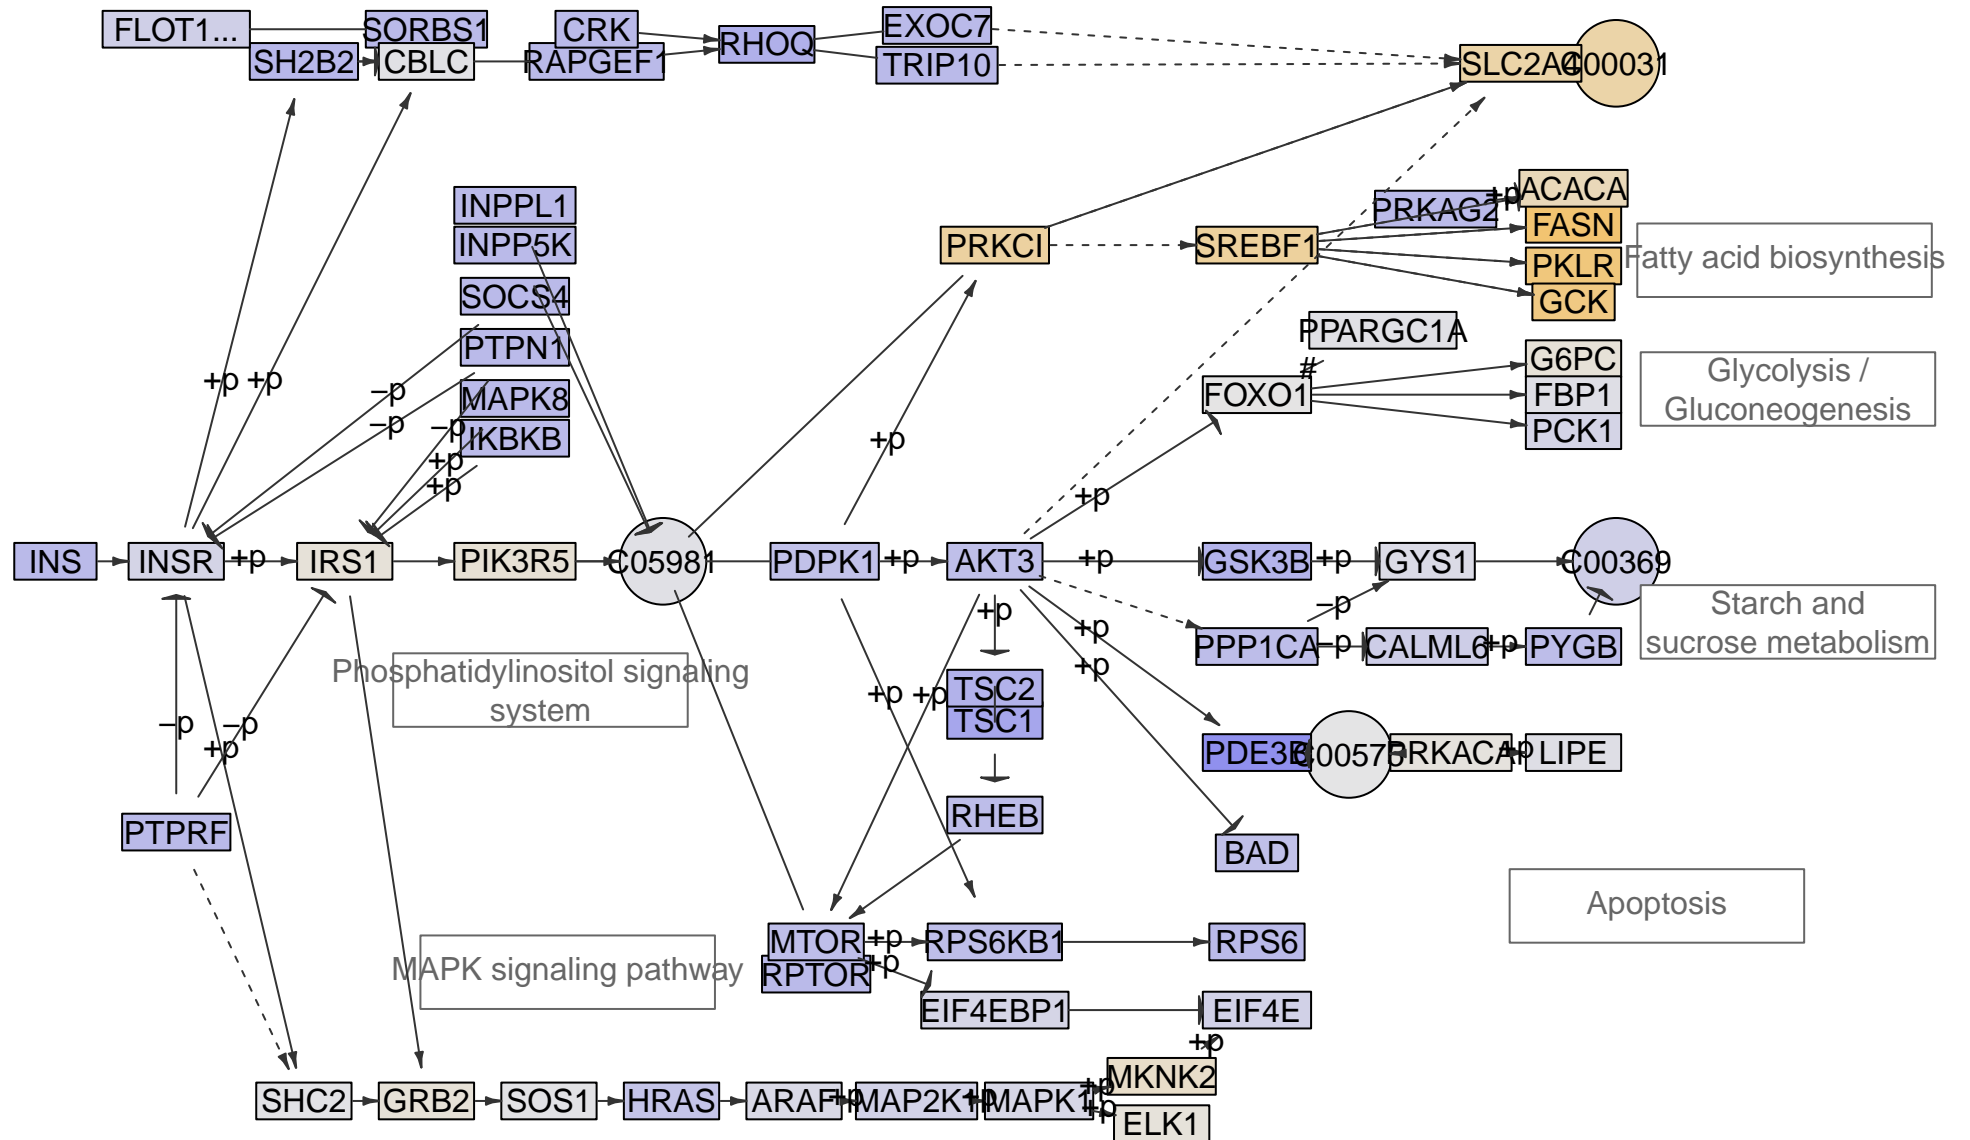 FLOT1...
SORBS1
CRK
EXOC7
SH2B2
CBLC
RAPGEF1
RHOQ
TRIP10
SLC2A4
C00031
INPPL1
PRKAG2
+p
ACACA
INPP5K
PRKCI
SREBF1
FASN
PKLR
Fatty acid biosynthesis
SOCS4
GCK
PTPN1
PPARGC1A
#
G6PC
+p
+p
−p
MAPK8
FOXO1
FBP1
Glycolysis /
Gluconeogenesis
−p
−p
IKBKB
+p
PCK1
+p
+p
+p
INS
INSR
+p
IRS1
PIK3R5
C05981
PDPK1
+p
AKT3
+p
GSK3B
+p
GYS1
C00369
+p
−p
Starch and
sucrose metabolism
+p
PPP1CA
−p
CALML6
+p
PYGB
+p
Phosphatidylinositol signaling
system
+p
+p
TSC2
TSC1
−p
−p
+p
PDE3B
C00575
PRKACA
+p
LIPE
PTPRF
RHEB
BAD
Apoptosis
MTOR
+p
RPS6KB1
RPS6
MAPK signaling pathway
RPTOR
+p
EIF4EBP1
EIF4E
+p
MKNK2
SHC2
GRB2
SOS1
HRAS
ARAF
+p
MAP2K1
+p
MAPK1
+p
+p
ELK1